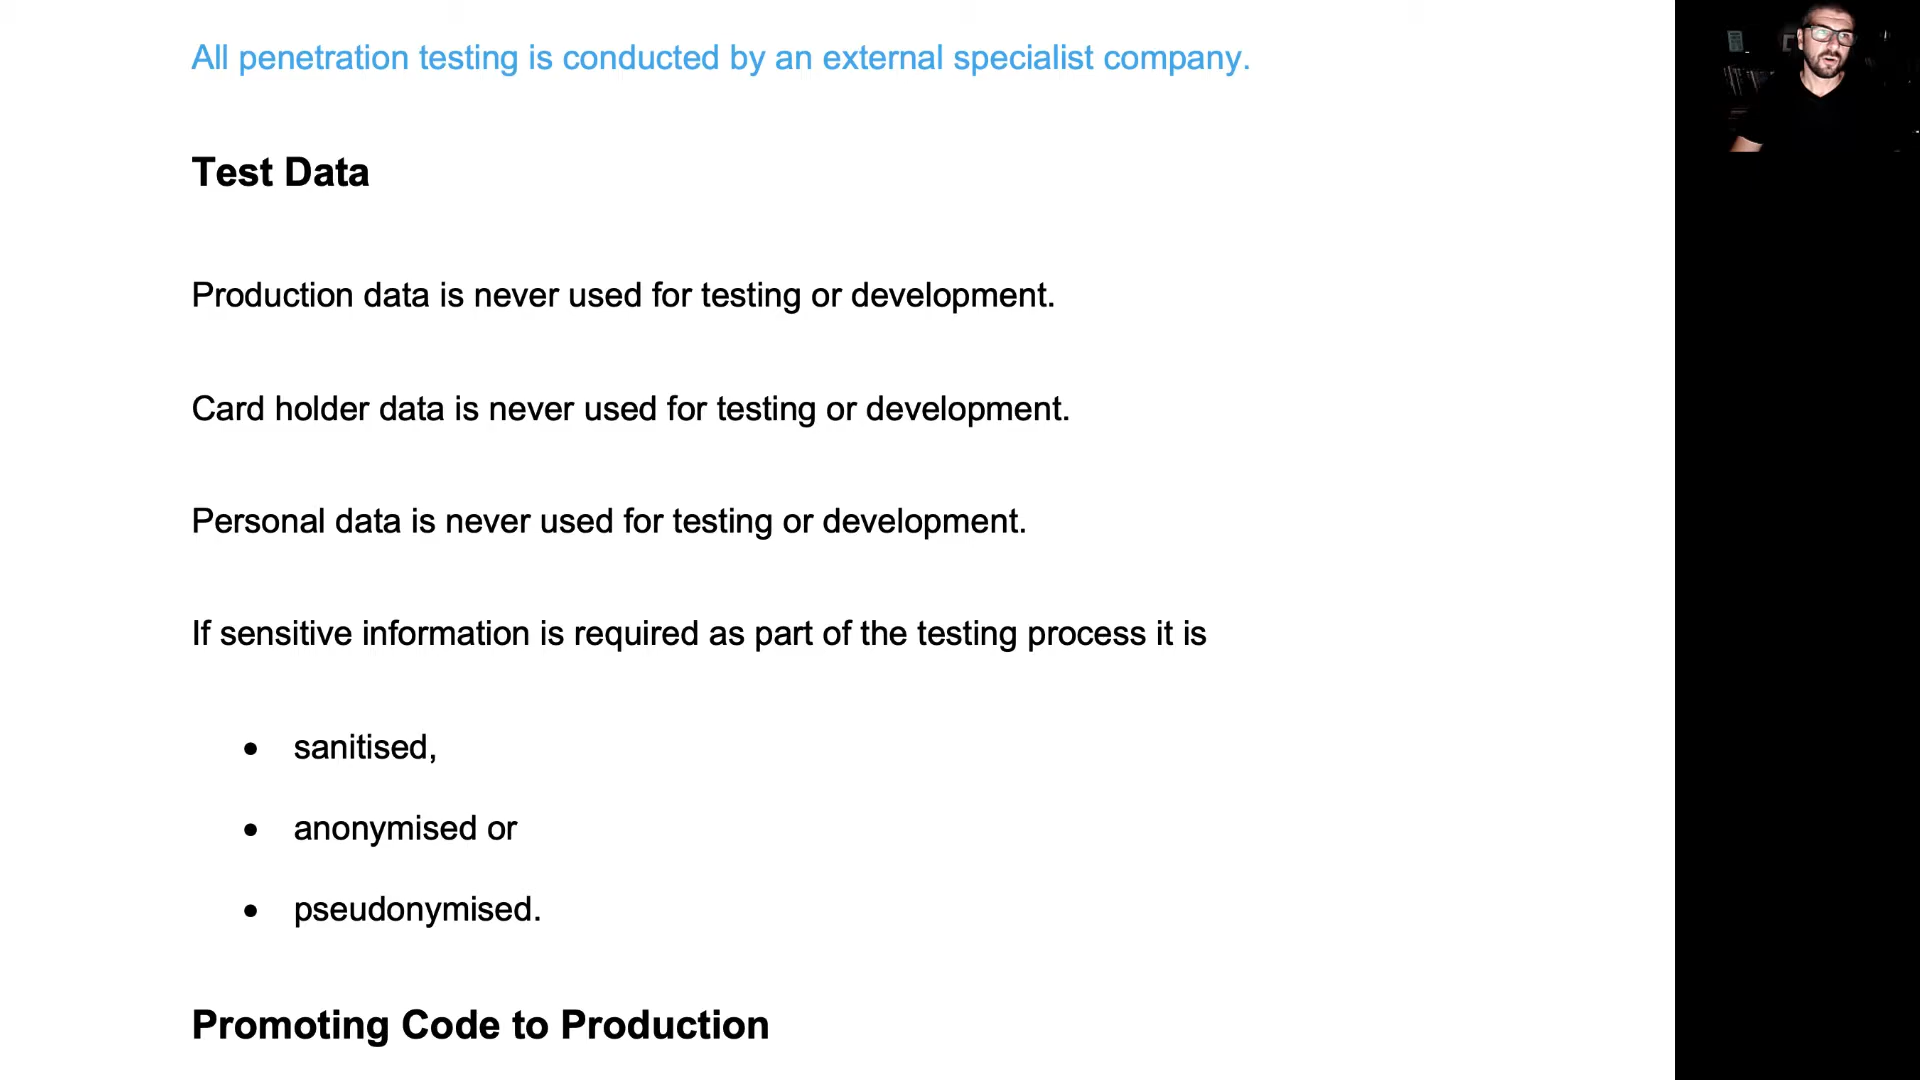 All penetration testing is conducted by an external specialist company.
Test Data
Production data is never used for testing or development.
Card holder data is never used for testing or development.
Personal data is never used for testing or development.
If sensitive information is required as part of the testing process it is
• sanitised,
• anonymised or
• pseudonymised.
Promoting Code to Production